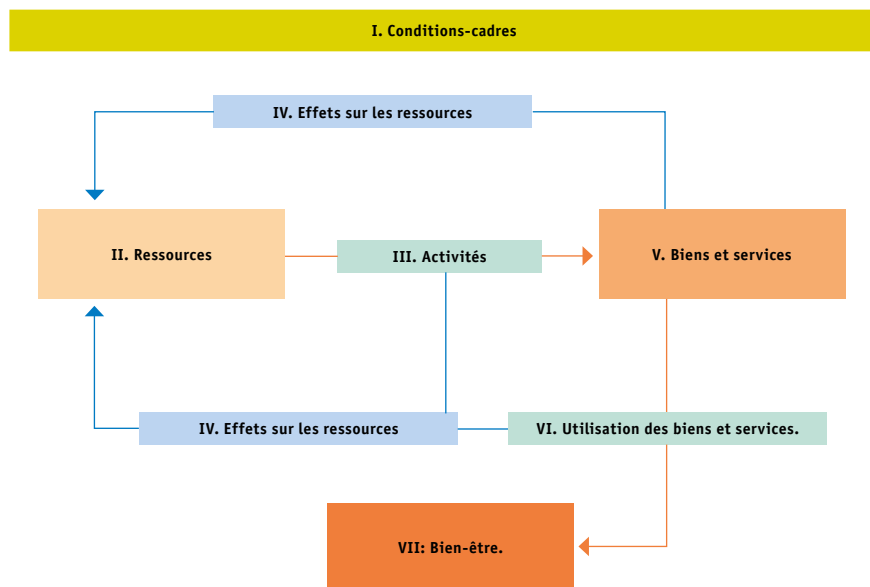 I. Conditions-cadres
IV. Effets sur les ressources
II. Ressources
III. Activités
V. Biens et services
IV. Effets sur les ressources
VI. Utilisation des biens et services.
VII: Bien-être.